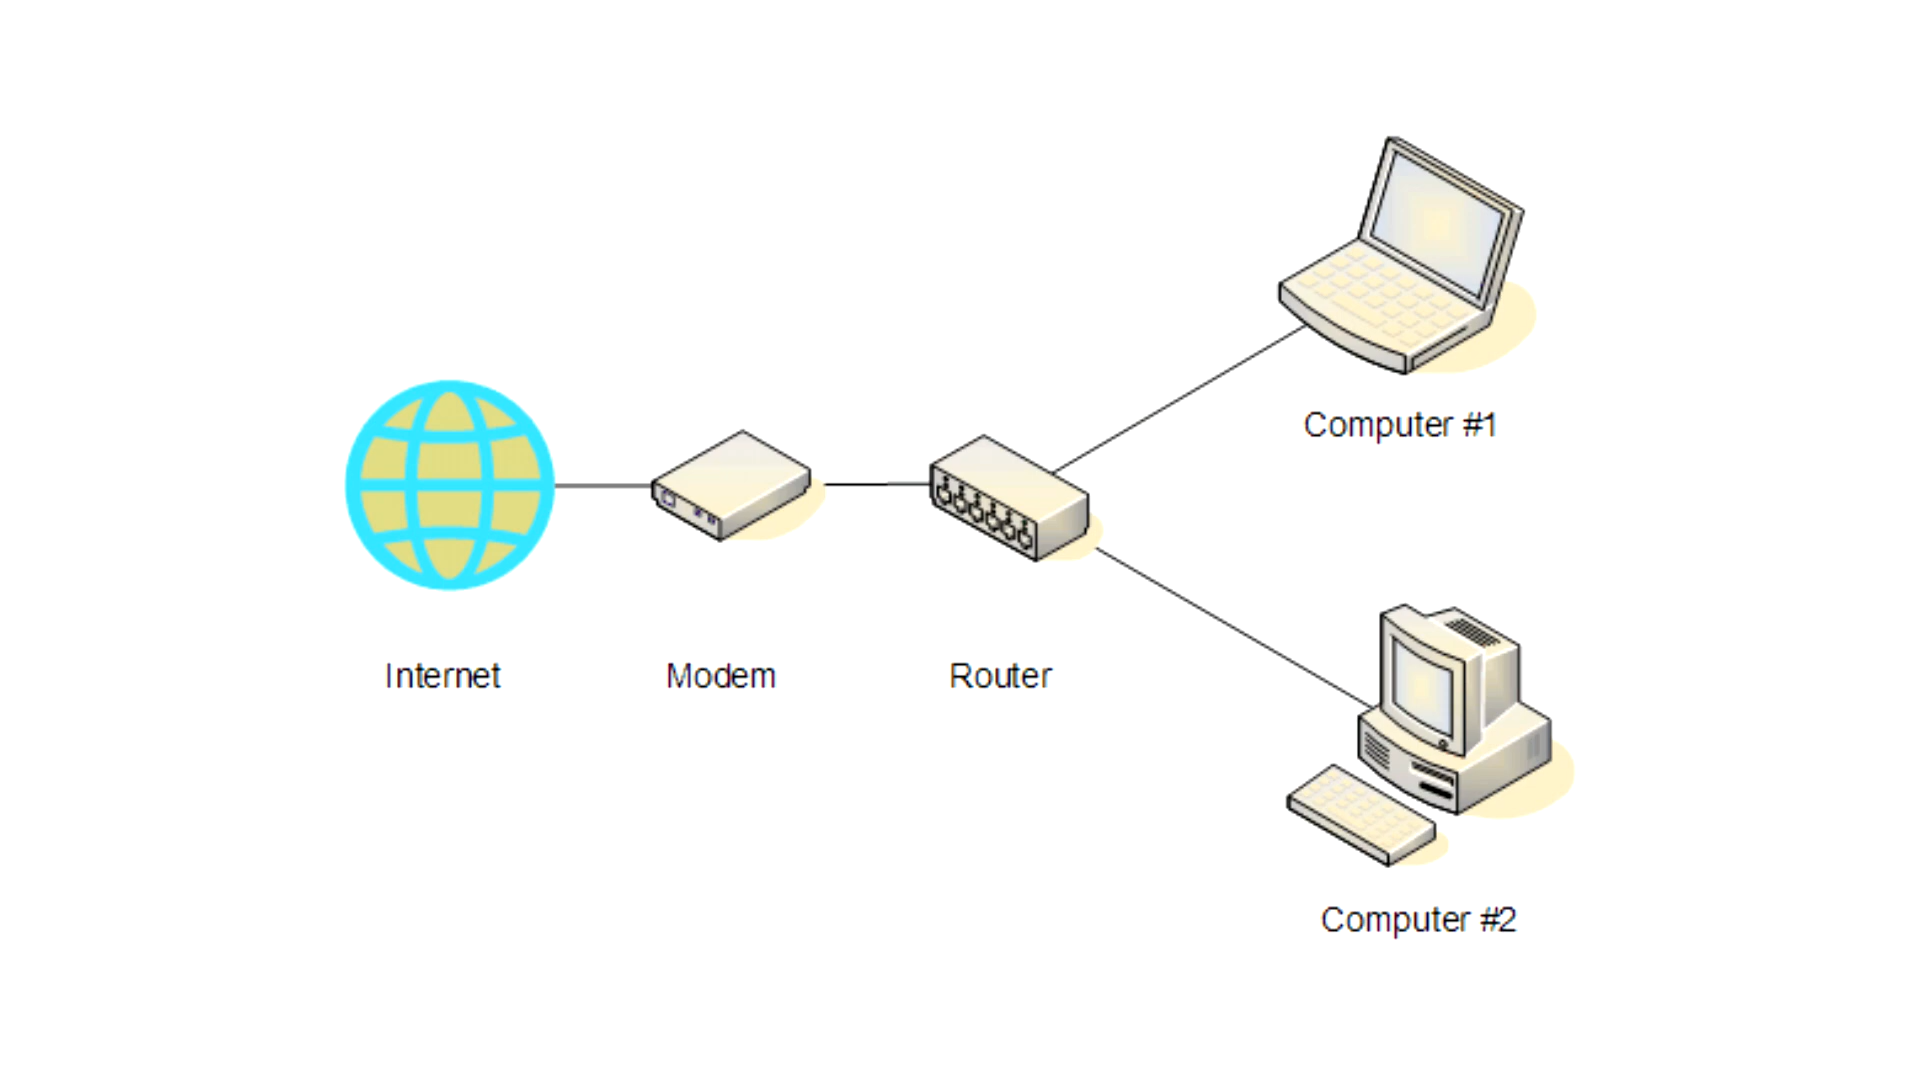 Computer #1
Internet
Modem
Router
Computer #2